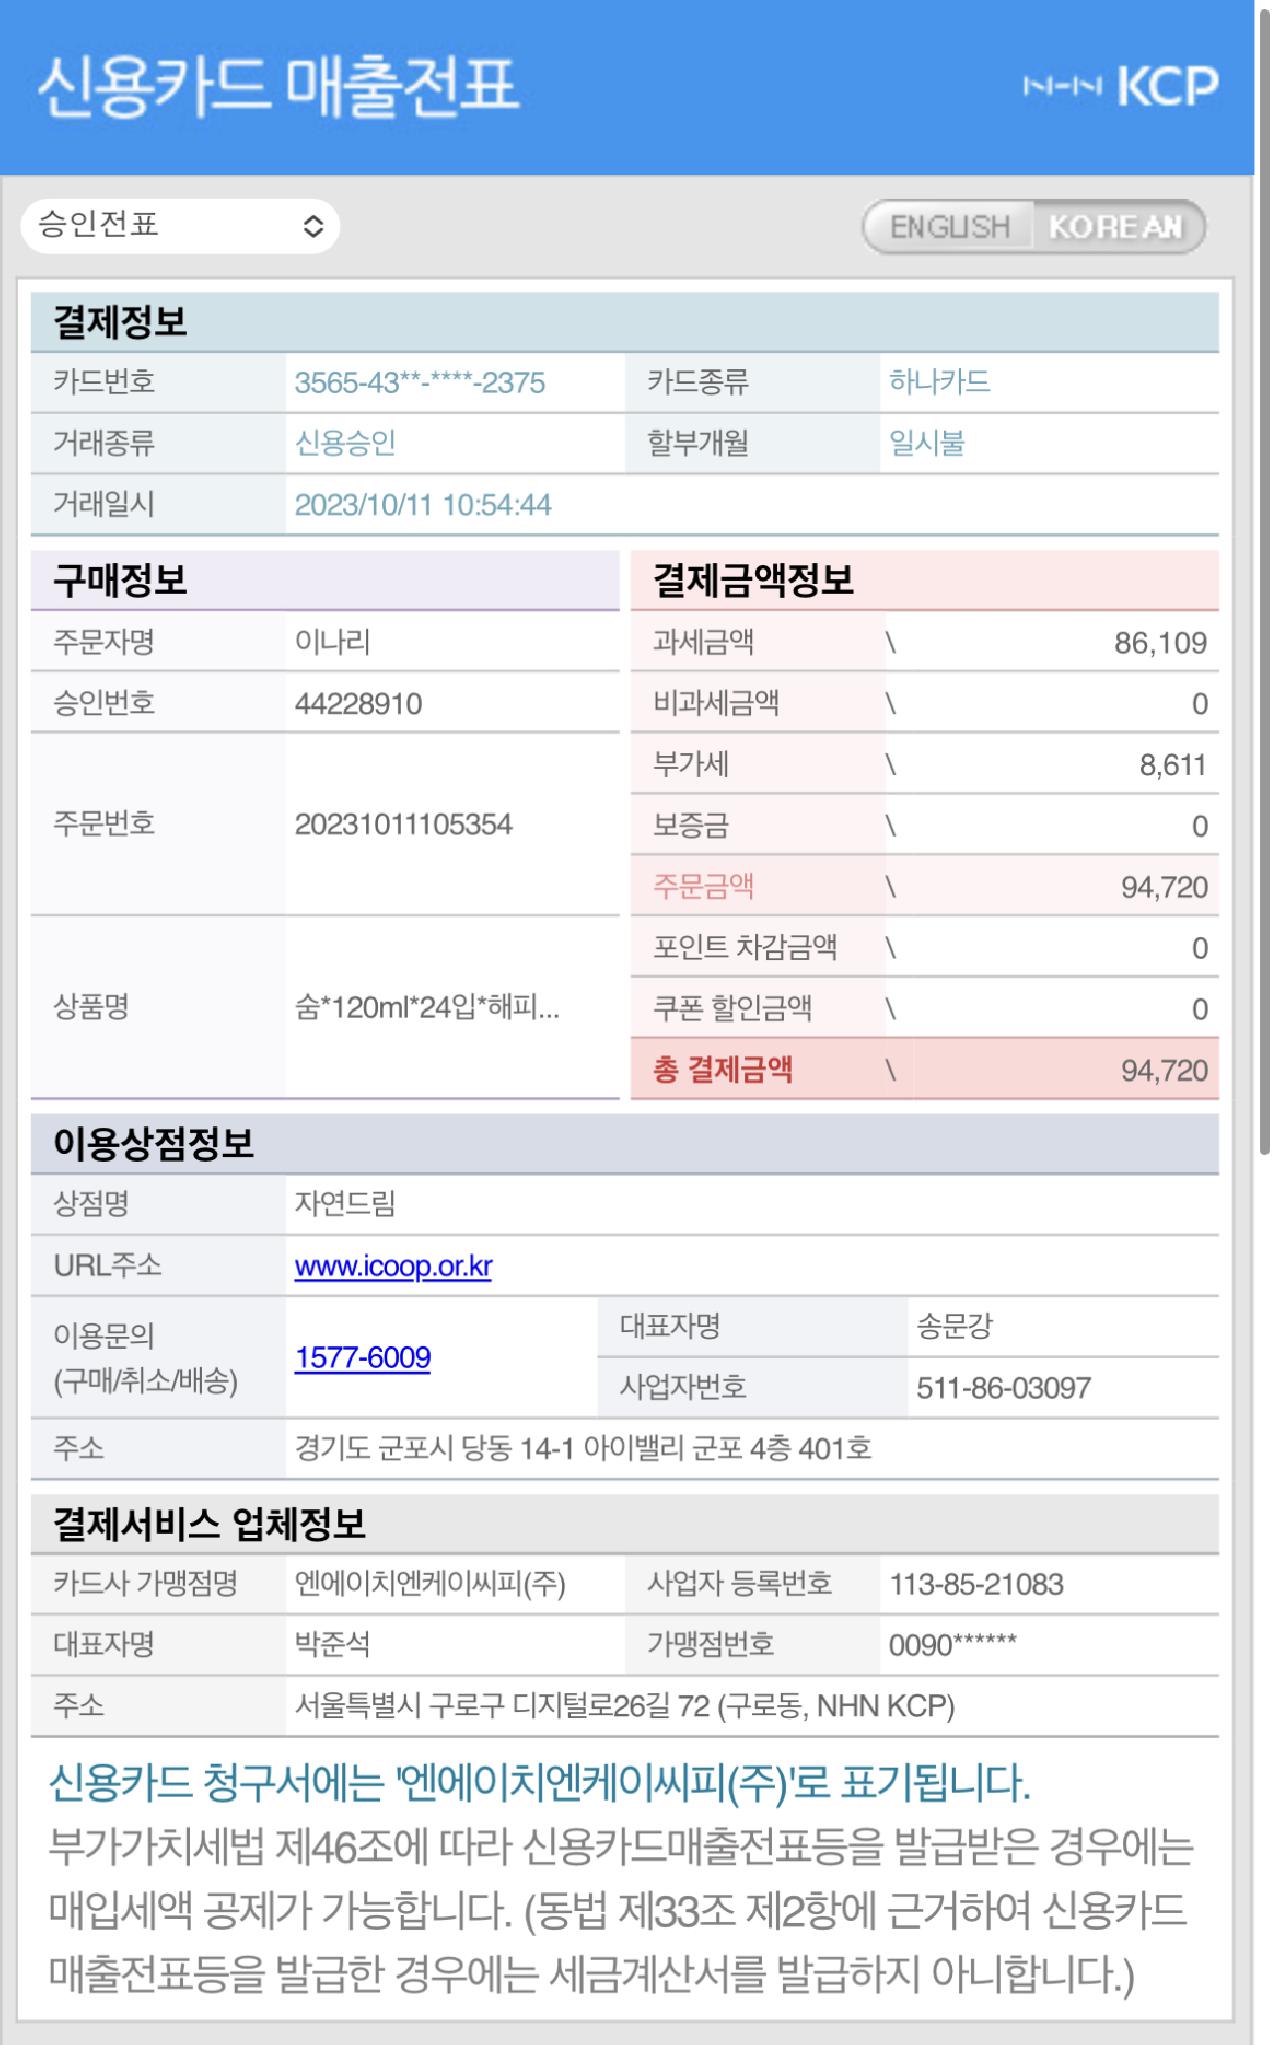 신용카드 매출전표
NHN KCP
승인전표
ENGLISH KOREAN
결제정보
카드번호 3565-43**-****-2375 카드종류 하나카드
거래종류 신용승인 할부개월 일시불
거래일시 2023/10/11 10:54:44
구매정보
주문자명 이나리
승인번호 44228910
주문번호 20231011105354
상품명 숨*120ml*24입*해피...
결제금액정보
과세금액 \ 86,109
비과세금액 \ 0
부가세 \ 8,611
보증금 \ 0
주문금액 \ 94,720
포인트 차감금액 \ 0
쿠폰 할인금액 \ 0
총 결제금액 \ 94,720
이용상점정보
상점명 자연드림
URL주소 www.icoop.or.kr
이용문의
(구매/취소/배송) 1577-6009
대표자명 송문강
사업자번호 511-86-03097
주소 경기도 군포시 당동 14-1 아이밸리 군포 4층 401호
결제서비스 업체정보
카드사 가맹점명 엔에이치엔케이씨피(주) 사업자 등록번호 113-85-21083
대표자명 박준석 가맹점번호 0090******
주소 서울특별시 구로구 디지털로26길 72 (구로동, NHN KCP)
신용카드 청구서에는 '엔에이치엔케이씨피(주)'로 표기됩니다.
부가가치세법 제46조에 따라 신용카드매출전표등을 발급받은 경우에는
매입세액 공제가 가능합니다. (동법 제33조 제2항에 근거하여 신용카드
매출전표등을 발급한 경우에는 세금계산서를 발급하지 아니합니다.)